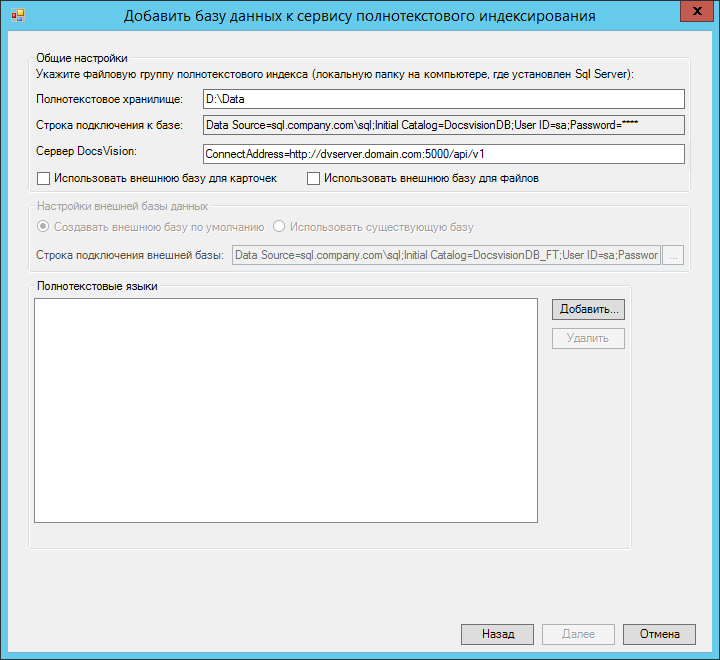 Добавить базу данных к сервису полнотекстового индексирования
x
Общие настройки
Укажите файловую группу полнотекстового индекса (локальную папку на компьютере, где установлен Sql Server):
Полнотекстовое хранилище: D:\Data
Строка подключения к базе: Data Source=sql.company.com\sql;Initial Catalog=DocsvisionDB;User ID=sa;Password=****
Сервер DocsVision: ConnectAddress=http://dvserver.domain.com:5000/api/v1
Использовать внешнюю базу для карточек Использовать внешнюю базу для файлов
Настройки внешней базы данных
Создавать внешнюю базу по умолчанию Использовать существующую базу
Строка подключения внешней базы: Data Source=sql.company.com\sql;Initial Catalog=DocsvisionDB_FT;User ID=sa;Passwor ...
Полнотекстовые языки
Добавить...
Удалить
Назад Далее Отмена